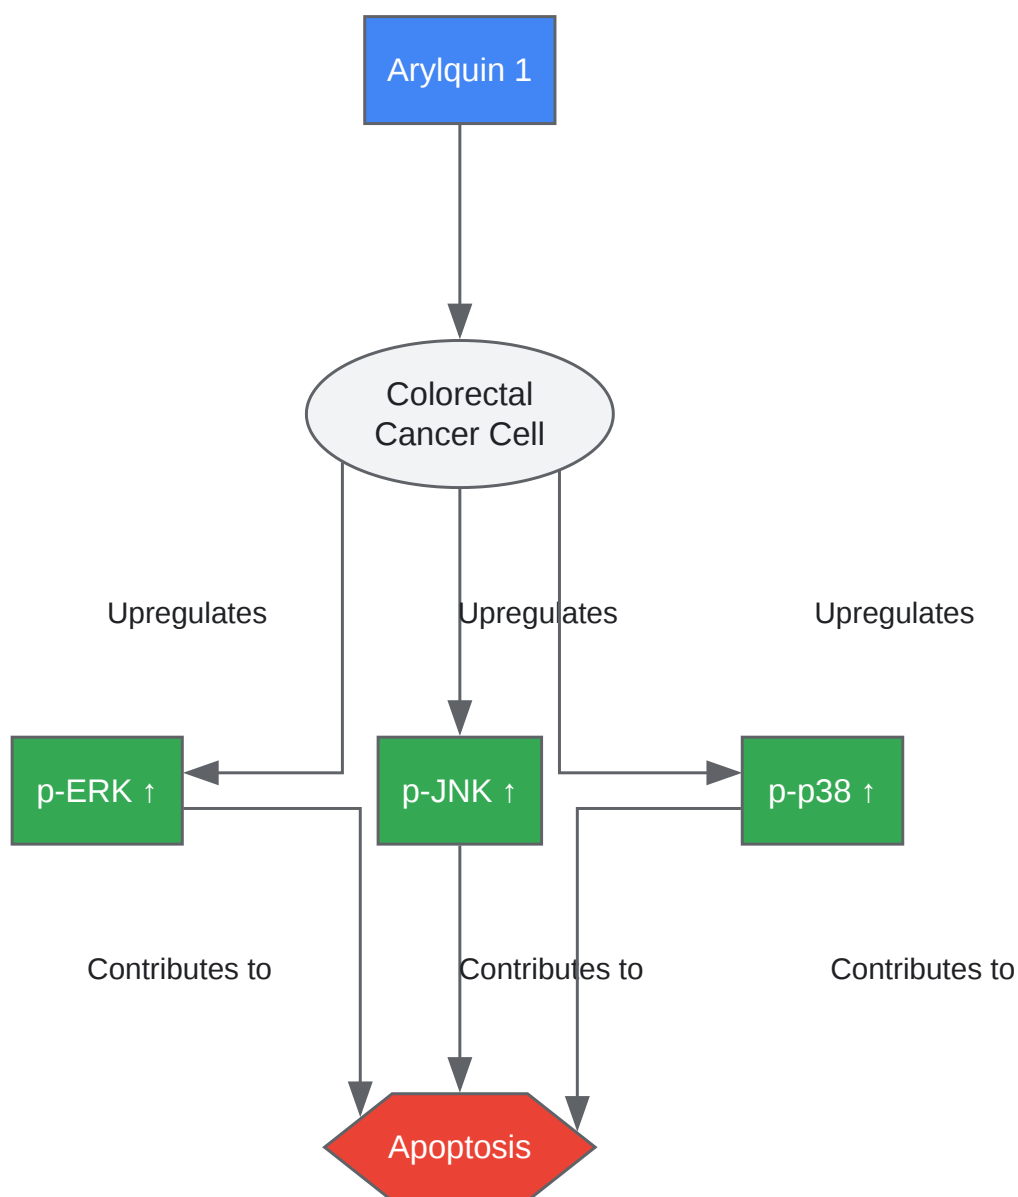 Arylquin 1
Colorectal
Cancer Cell
Upregulates
Upregulates
Upregulates
p-ERK ↑
p-JNK ↑
p-p38 ↑
Contributes to
Contributes to
Contributes to
Apoptosis